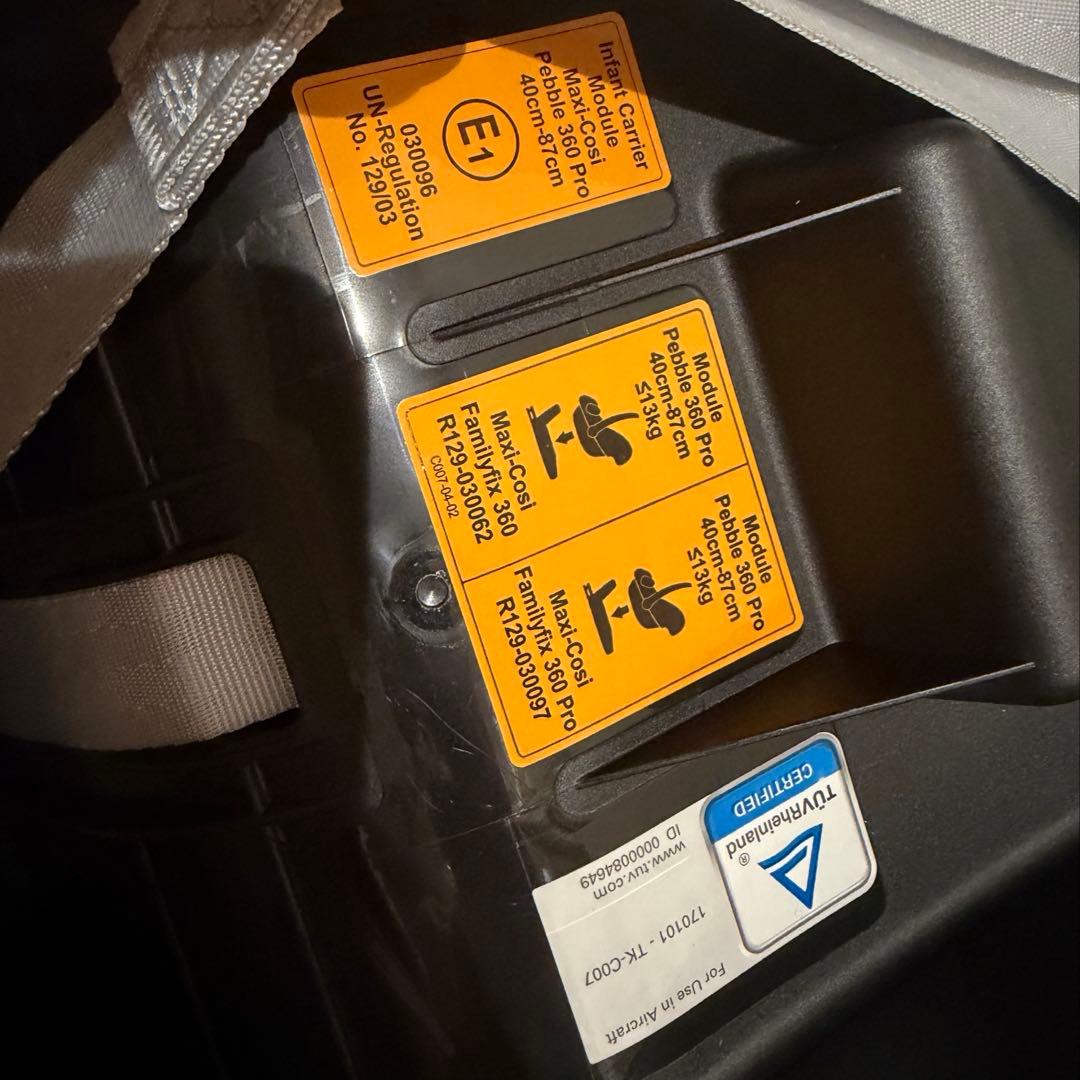 Infant Carrier
Module
Maxi-Cosi
Pebble 360 Pro
40cm-87cm
E1
030096
UN-Regulation
No. 129/03
Module
Pebble 360 Pro
40cm-87cm
≤13kg
Maxi-Cosi
Familyfix 360
R129-030062
C007-04-02
Module
Pebble 360 Pro
40cm-87cm
≤13kg
Maxi-Cosi
Familyfix 360 Pro
R129-030097
TÜVRheinland®
CERTIFIED
www.tuv.com
ID 0000084649
170101 - TK-C007
For Use in Aircraft